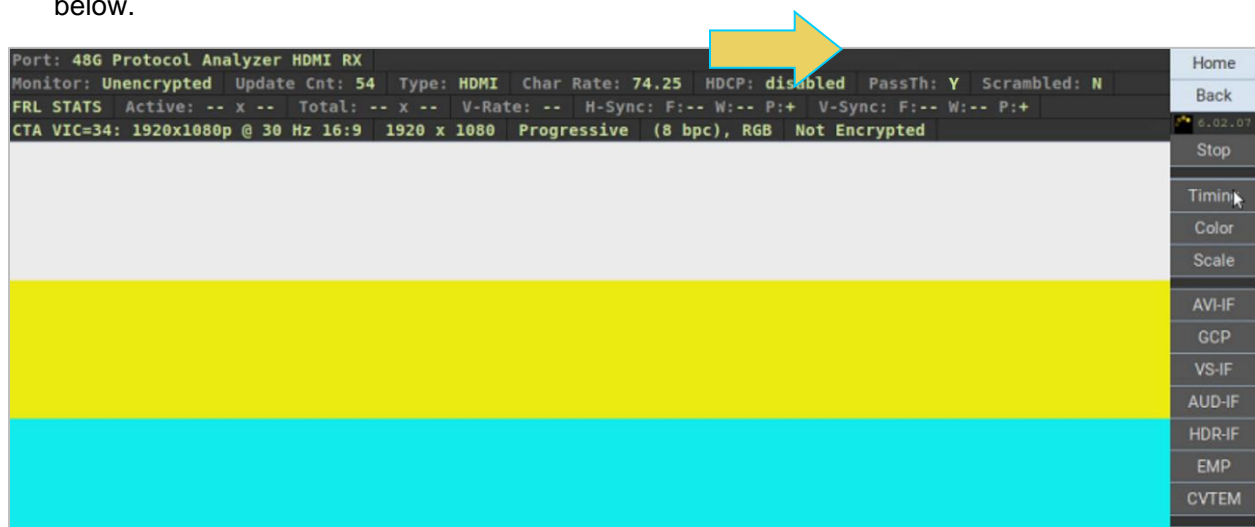 below.
Port: 48G Protocol Analyzer HDMI RX
Monitor: Unencrypted Update Cnt: 54 Type: HDMI Char Rate: 74.25 HDCP: disabled PassTh: Y Scrambled: N
FRL STATS Active: -- x -- Total: -- x -- V-Rate: -- H-Sync: F:-- W:-- P:+ V-Sync: F:-- W:-- P:+
CTA VIC=34: 1920x1080p @ 30 Hz 16:9 1920 x 1080 Progressive (8 bpc), RGB Not Encrypted
Home
Back
6.02.07
Stop
Timing
Color
Scale
AVI-IF
GCP
VS-IF
AUD-IF
HDR-IF
EMP
CVTEM